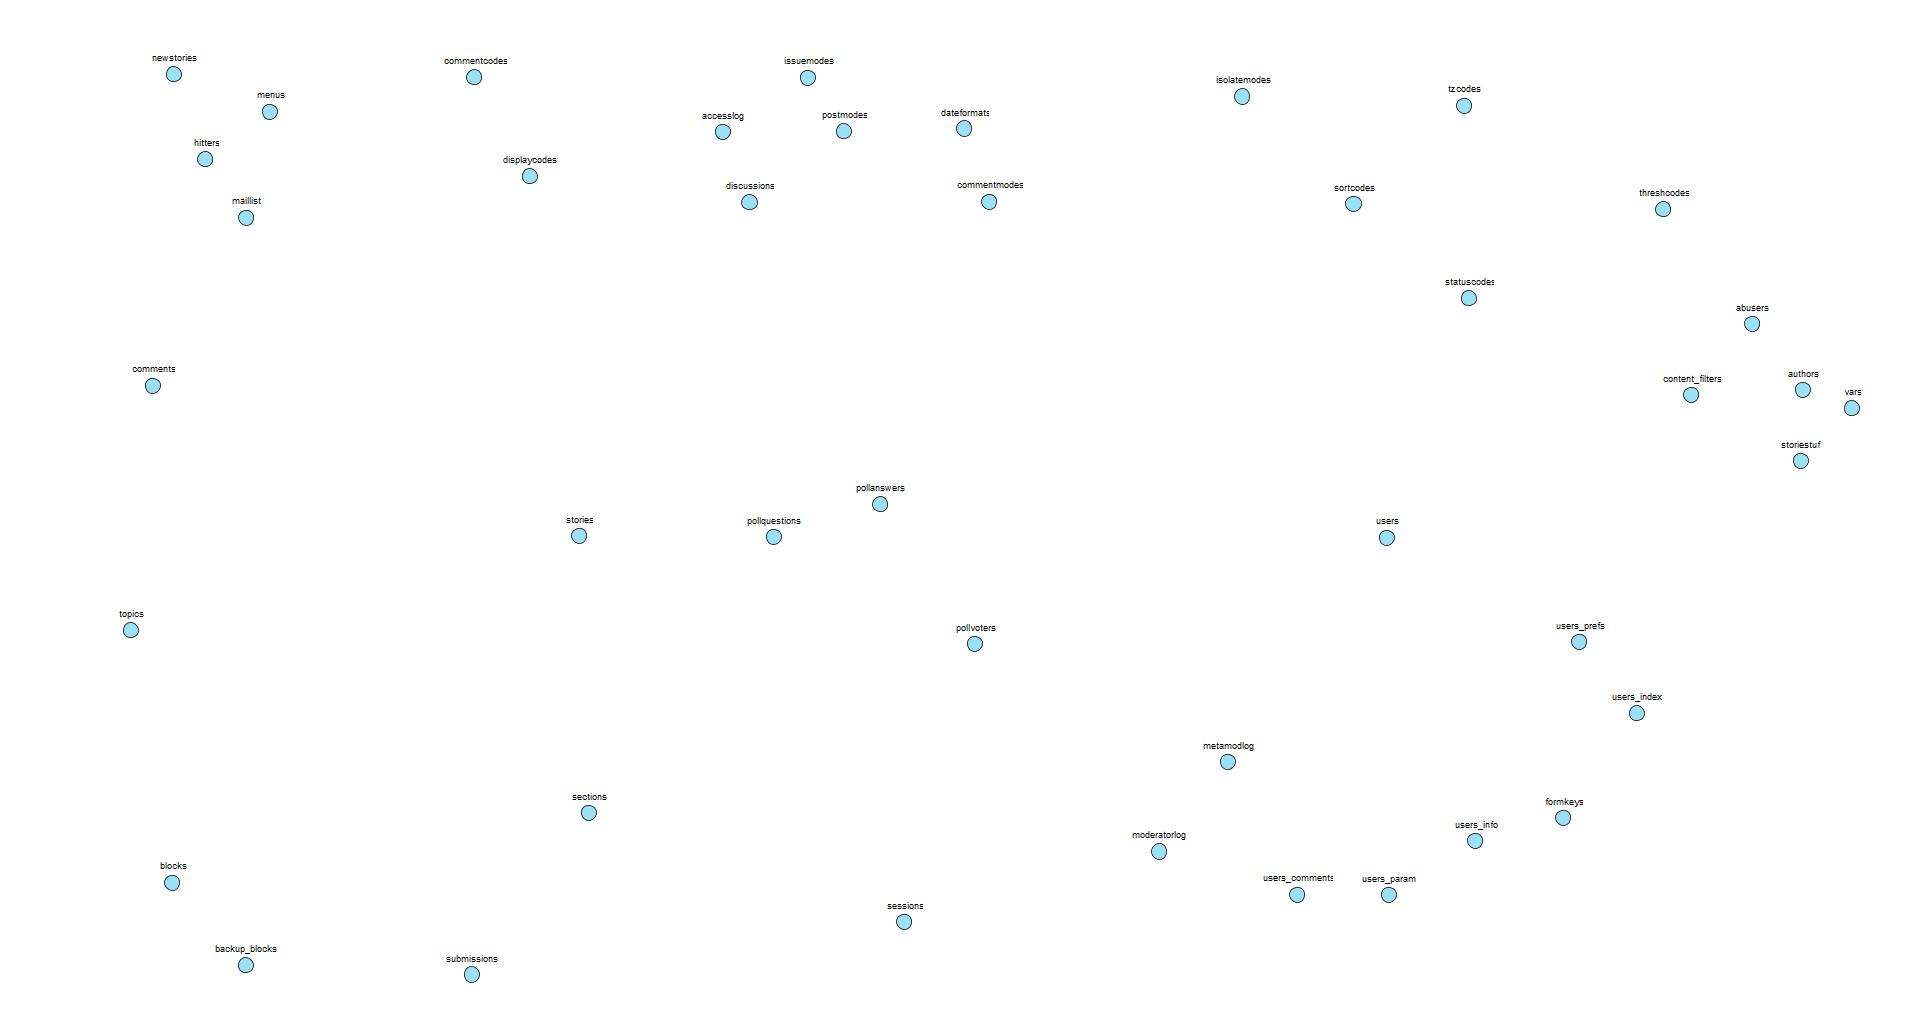 newstories
commentcodes
issuemodes
isolatemodes
tzcodes
menus
accesslog
postmodes
dateformats
hitters
displaycodes
discussions
commentmodes
sortcodes
threshcodes
maillist
statuscodes
abusers
comments
content_filters
authors
vars
storiestuf
pollanswers
stories
pollquestions
users
topics
pollvoters
users_prefs
users_index
metamodlog
sections
formkeys
users_info
moderatorlog
blocks
users_comments
users_param
sessions
backup_blocks
submissions